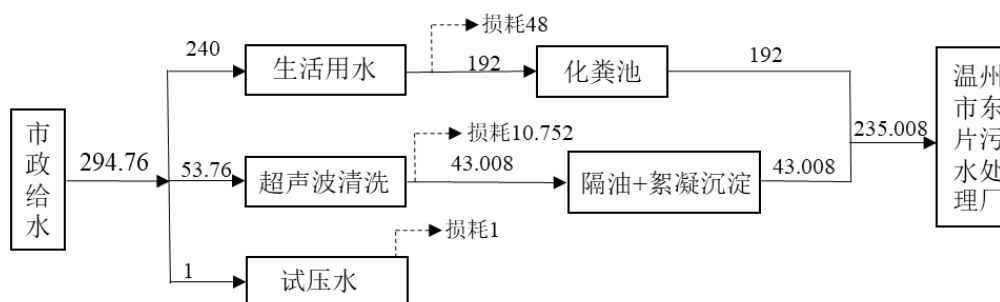 市政给水
294.76
240
生活用水
损耗48
192
化粪池
192
53.76
超声波清洗
损耗10.752
43.008
隔油+絮凝沉淀
43.008
1
试压水
损耗1
235.008
温州
市东
片污
水处
理厂